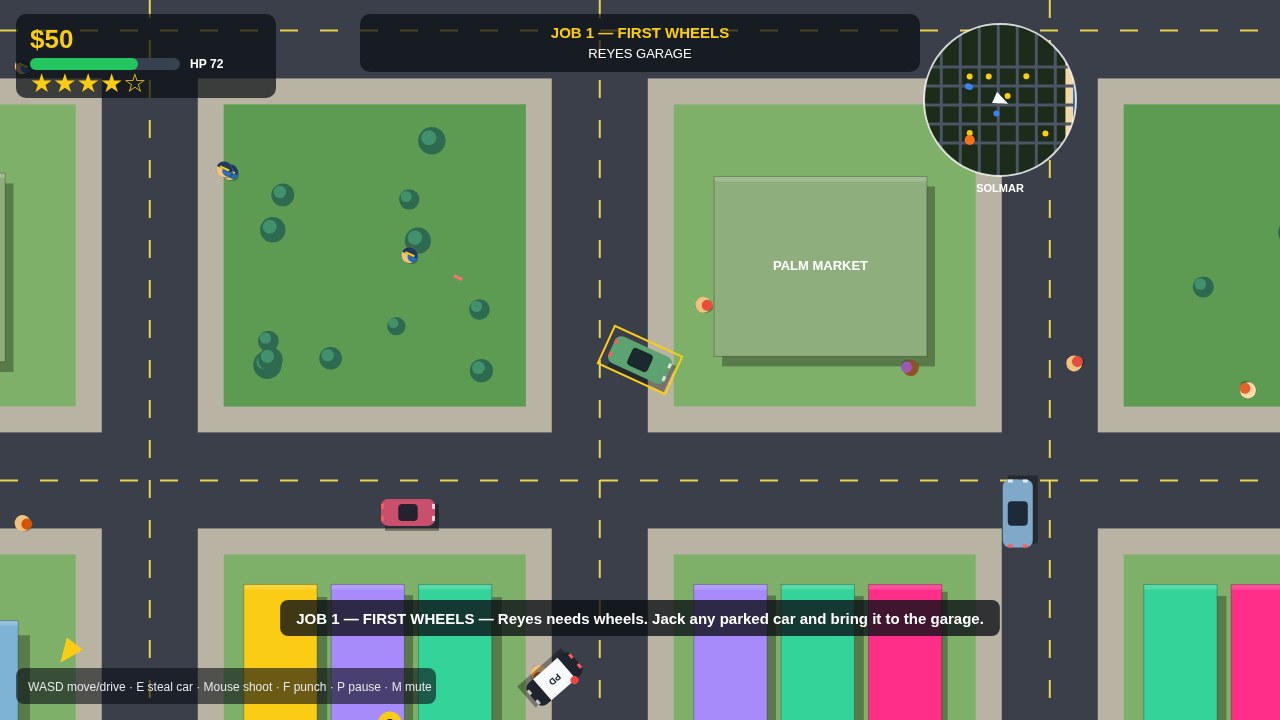 $50
HP 72
JOB 1 — FIRST WHEELS
REYES GARAGE
SOLMAR
PALM MARKET
JOB 1 — FIRST WHEELS — Reyes needs wheels. Jack any parked car and bring it to the garage.
PD
WASD move/drive · E steal car · Mouse shoot · F punch · P pause · M mute